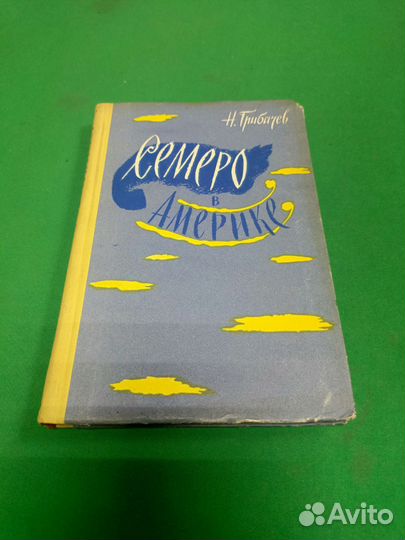 Н. Грибачев
Семеро
в
Америке
Avito